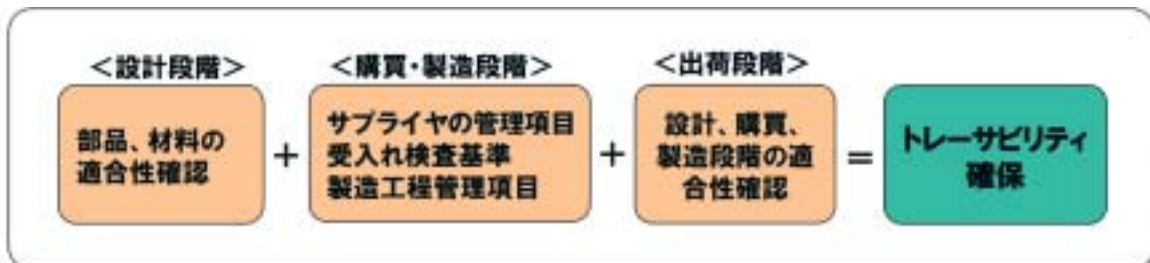 ＜設計段階＞
部品、材料の
適合性確認
＋
＜購買・製造段階＞
サプライヤの管理項目
受入れ検査基準
製造工程管理項目
＋
＜出荷段階＞
設計、購買、
製造段階の適
合性確認
＝
トレーサビリティ
確保